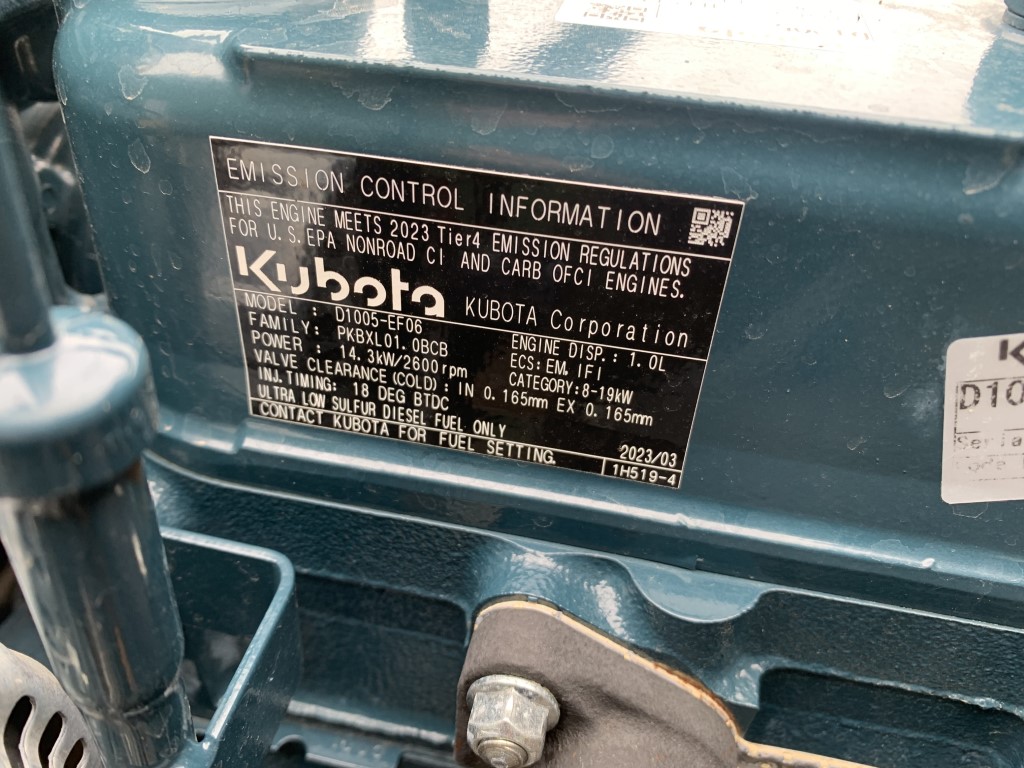 EMISSION CONTROL INFORMATION
THIS ENGINE MEETS 2023 Tier4 EMISSION REGULATIONS
FOR U.S.EPA NONROAD CI AND CARB OFCI ENGINES.
Kubota KUBOTA Corporation
MODEL : D1005-EF06 ENGINE DISP.: 1.0L
FAMILY: PKBXL01.0BCB ECS:EM,IFI
POWER : 14.3kW/2600rpm CATEGORY:8-19kW
VALVE CLEARANCE(COLD): IN 0.165mm EX 0.165mm
INJ.TIMING: 18 DEG BTDC
ULTRA LOW SULFUR DIESEL FUEL ONLY
CONTACT KUBOTA FOR FUEL SETTING.
2023/03
1H519-4
K
D10
Seria